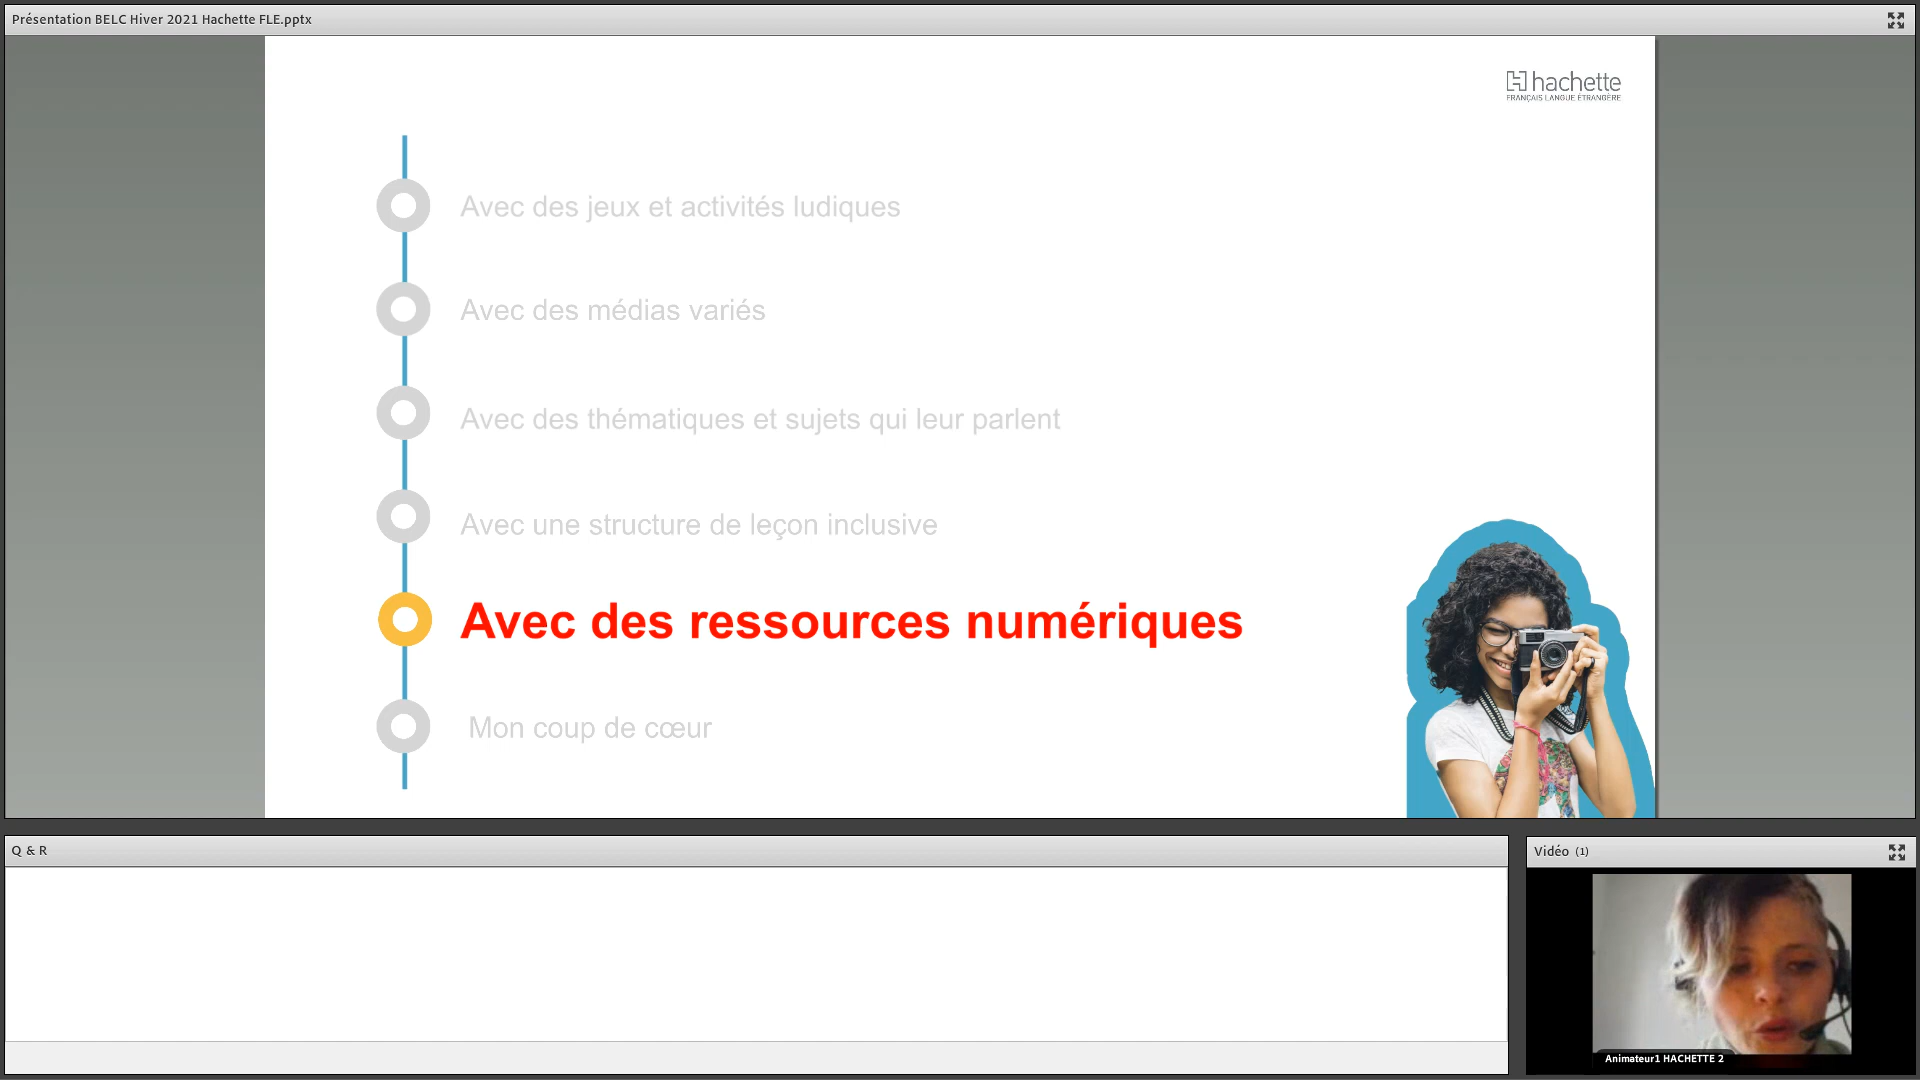 Présentation BELC Hiver 2021 Hachette FLE.pptx
hachette
FRANÇAIS LANGUE ÉTRANGÈRE
Avec des jeux et activités ludiques
Avec des médias variés
Avec des thématiques et sujets qui leur parlent
Avec une structure de leçon inclusive
Avec des ressources numériques
Mon coup de cœur
Q & R
Vidéo (1)
Animateur1 HACHETTE 2